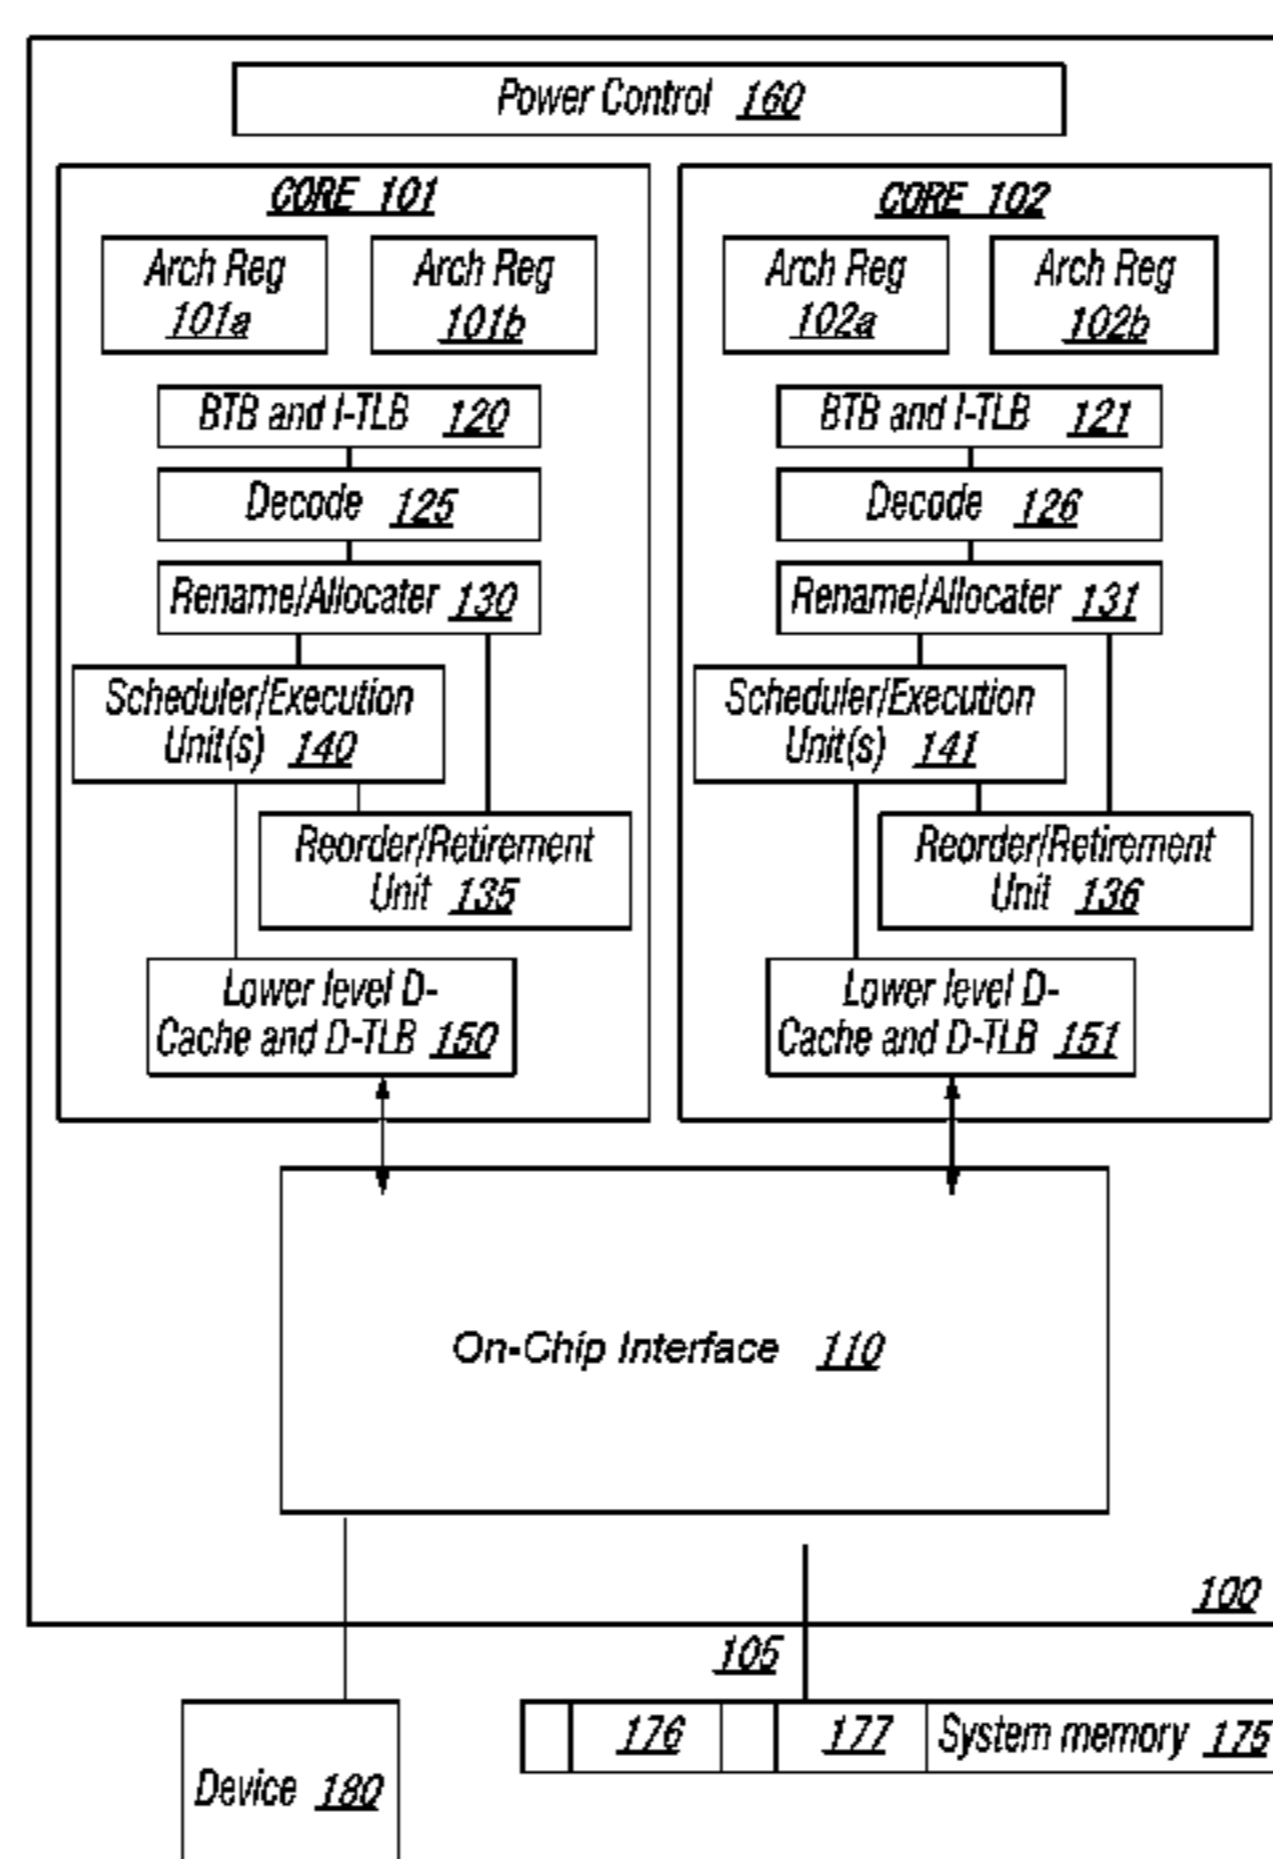 Power Control 160
CORE 101
Arch Reg
101a
Arch Reg
101b
BTB and I-TLB 120
Decode 125
Rename/Allocater 130
Scheduler/Execution
Unit(s) 140
Reorder/Retirement
Unit 135
Lower level D-
Cache and D-TLB 150
CORE 102
Arch Reg
102a
Arch Reg
102b
BTB and I-TLB 121
Decode 126
Rename/Allocater 131
Scheduler/Execution
Unit(s) 141
Reorder/Retirement
Unit 136
Lower level D-
Cache and D-TLB 151
On-Chip Interface 110
100
105
176
177
System memory 175
Device 180